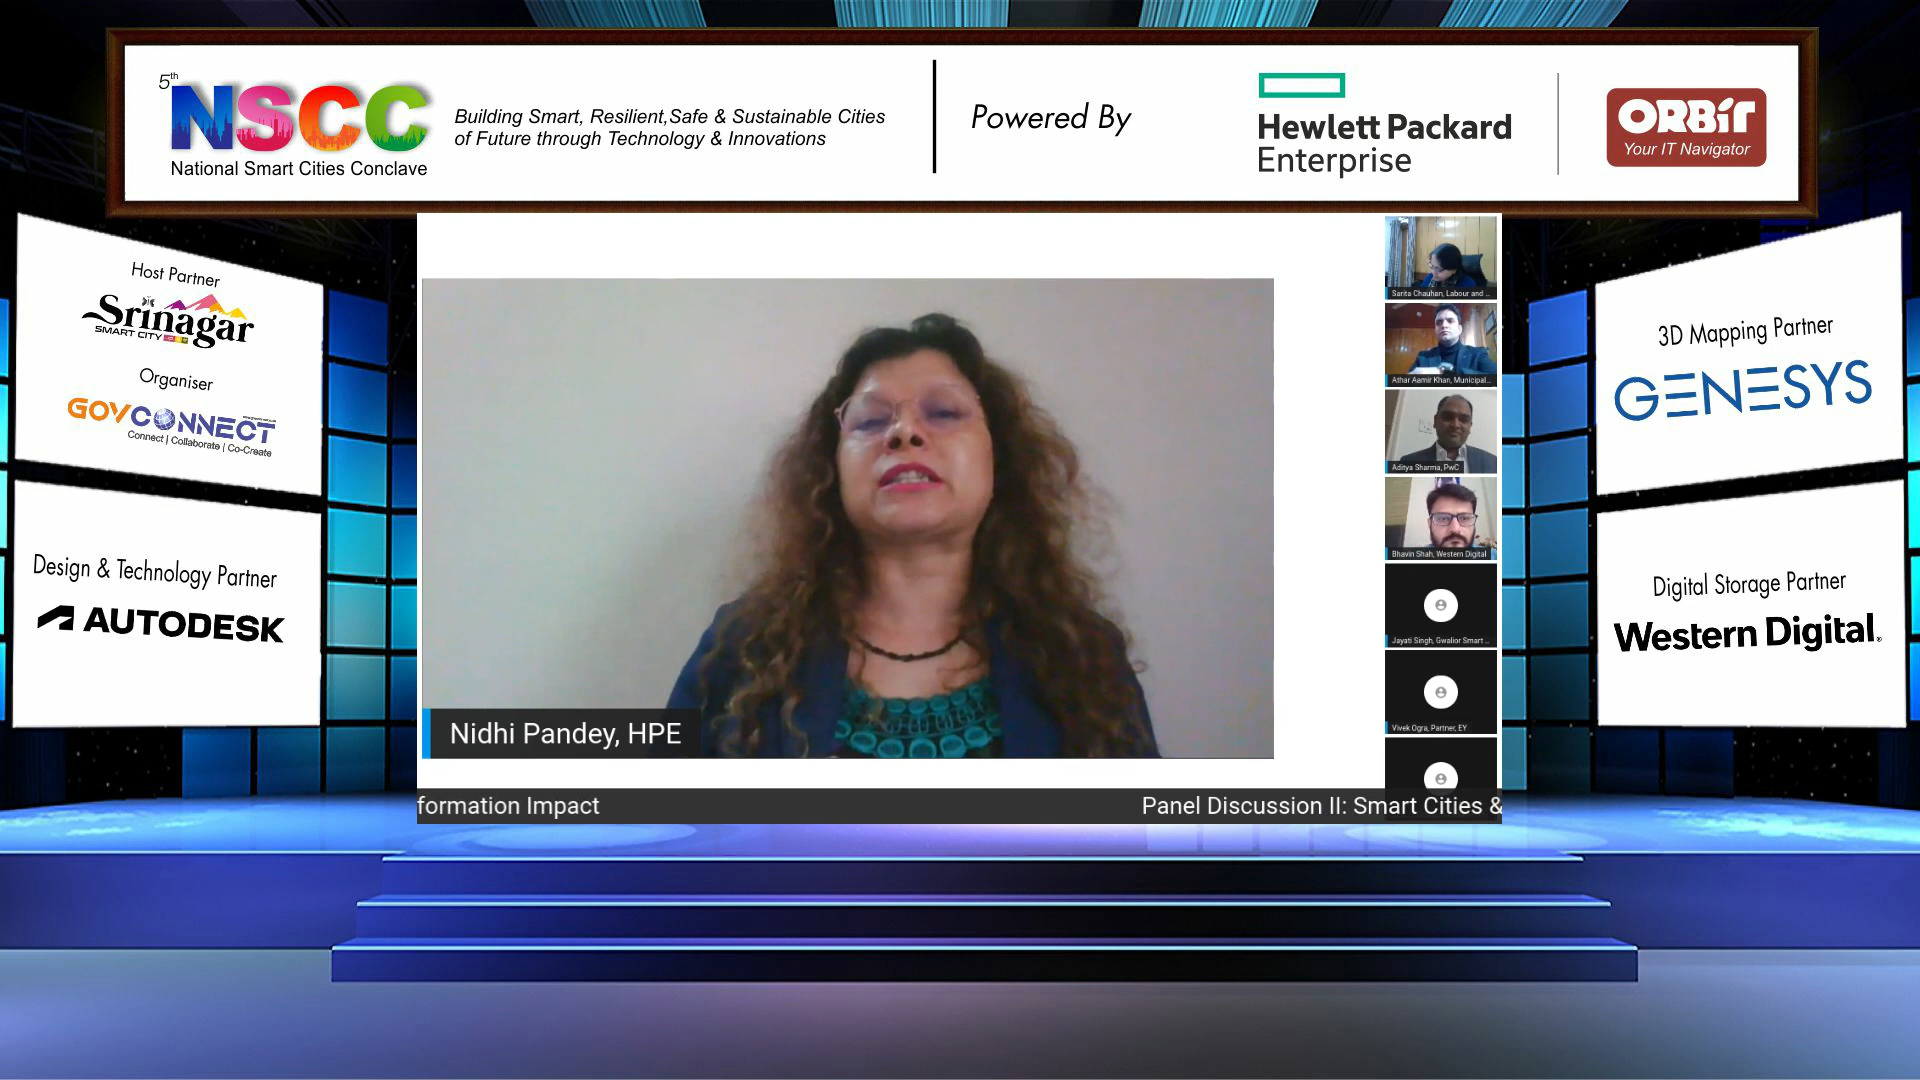 5th
NSCC
National Smart Cities Conclave
Building Smart, Resilient,Safe & Sustainable Cities
of Future through Technology & Innovations
Powered By
Hewlett Packard
Enterprise
ORBIT
Your IT Navigator
Host Partner
Srinagar
SMART CITY
Organiser
GOVCONNECT
Connect | Collaborate | Co-Create
Design & Technology Partner
AUTODESK
Nidhi Pandey, HPE
Sarita Chauhan, Labour and ...
Athar Aamir Khan, Municipal...
Aditya Sharma, PwC
Bhavin Shah, Western Digital
Jayati Singh, Gwalior Smart ...
Vivek Ogra, Partner, EY
formation Impact
Panel Discussion II: Smart Cities &
3D Mapping Partner
GENESYS
Digital Storage Partner
Western Digital.